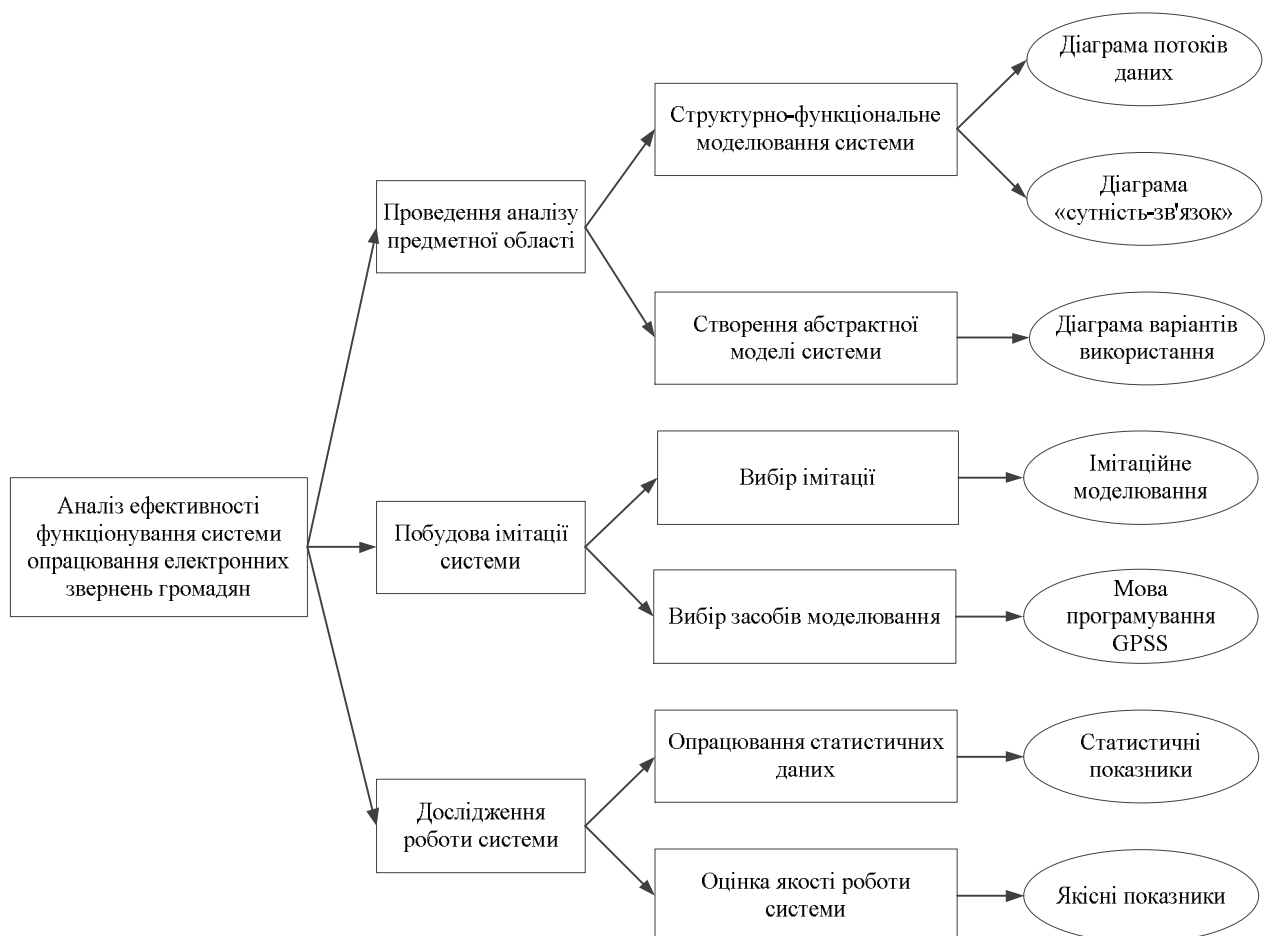 Діаграма потоків
даних
Структурно-функціональне
моделювання системи
Діаграма
«сутність-зв'язок»
Проведення аналізу
предметної області
Створення абстрактної
моделі системи
Діаграма варіантів
використання
Вибір імітації
Імітаційне
моделювання
Аналіз ефективності
функціонування системи
опрацювання електронних
звернень громадян
Побудова імітації
системи
Вибір засобів моделювання
Мова
програмування
GPSS
Опрацювання статистичних
даних
Статистичні
показники
Дослідження
роботи системи
Оцінка якості роботи
системи
Якісні показники